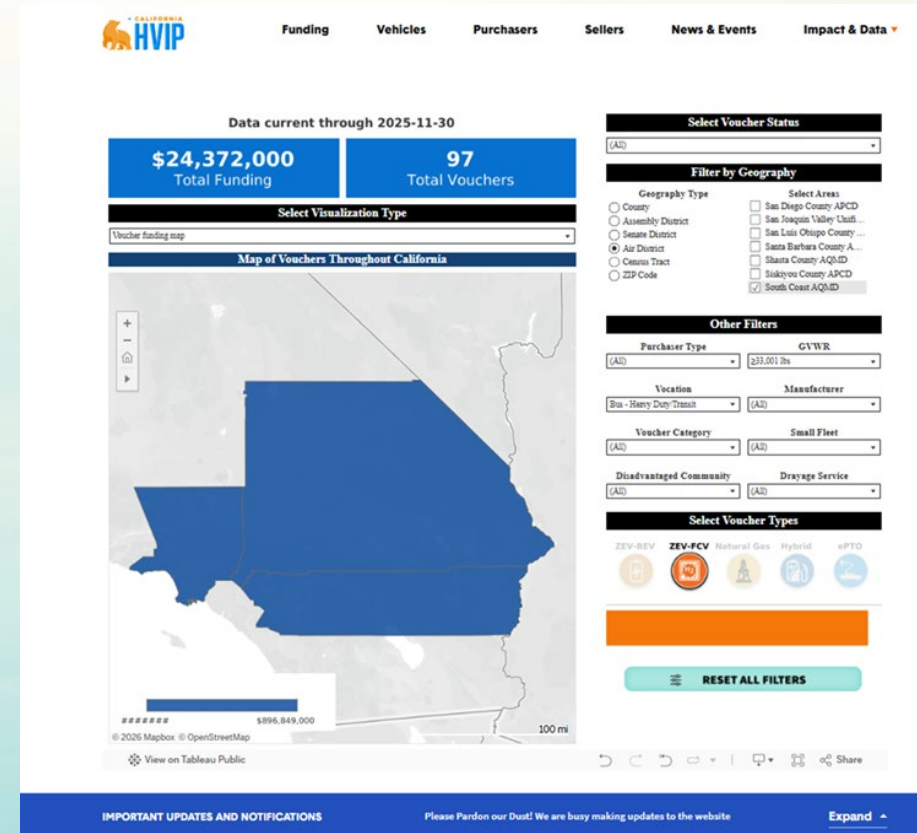 CALIFORNIA
HVIP
Funding
Vehicles
Purchasers
Sellers
News & Events
Impact & Data
Data current through 2025-11-30
$24,372,000
Total Funding
97
Total Vouchers
Select Visualization Type
Voucher funding map
Map of Vouchers Throughout California
#######
$896,849,000
100 mi
© 2026 Mapbox © OpenStreetMap
Select Voucher Status
(All)
Filter by Geography
Geography Type
County
Assembly District
Senate District
Air District
Census Tract
ZIP Code
Select Areas
San Diego County APCD
San Joaquin Valley Unifi...
San Luis Obispo County ...
Santa Barbara County A...
Shasta County AQMD
Siskiyou County APCD
South Coast AQMD
Other Filters
Purchaser Type
GVWR
(All)
≥33,001 lbs
Vocation
Manufacturer
Bus - Heavy Duty/Transit
(All)
Voucher Category
Small Fleet
(All)
(All)
Disadvantaged Community
Drayage Service
(All)
(All)
Select Voucher Types
ZEV-BEV
ZEV-FCV
Natural Gas
Hybrid
ePTO
H2
RESET ALL FILTERS
View on Tableau Public
Share
IMPORTANT UPDATES AND NOTIFICATIONS
Please Pardon our Dust! We are busy making updates to the website
Expand